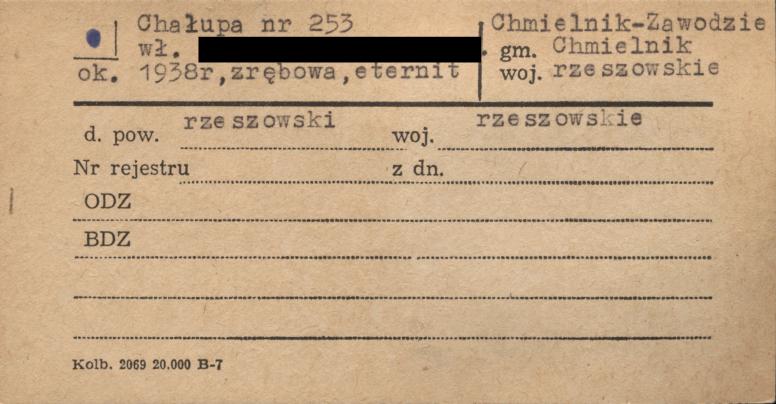 Chałupa nr 253
wł.
ok. 1938r,zrębowa,eternit
Chmielnik-Zawodzie
gm. Chmielnik
woj. rzeszowskie
d. pow. rzeszowski woj. rzeszowskie
Nr rejestru z dn.
ODZ
BDZ
Kolb. 2069 20.000 B-7